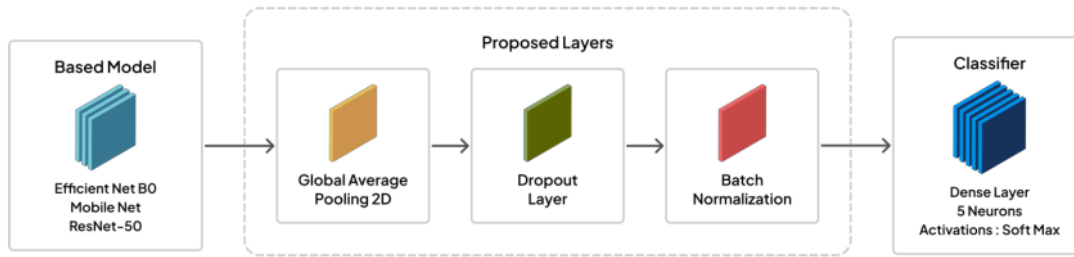 Based Model
Efficient Net B0
Mobile Net
ResNet-50
Proposed Layers
Global Average
Pooling 2D
Dropout
Layer
Batch
Normalization
Classifier
Dense Layer
5 Neurons
Activations : Soft Max